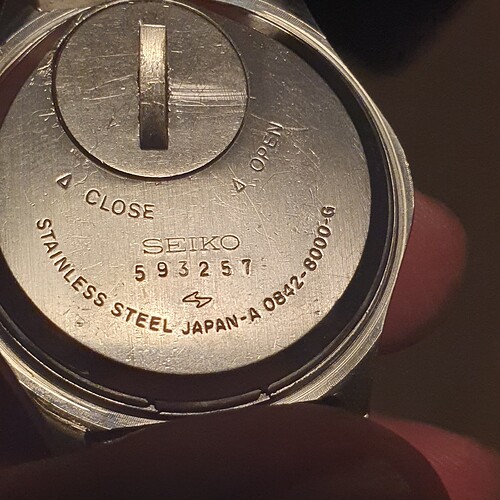 OPEN
CLOSE
SEIKO
593257
STAINLESS STEEL JAPAN-A 0842-8000-G